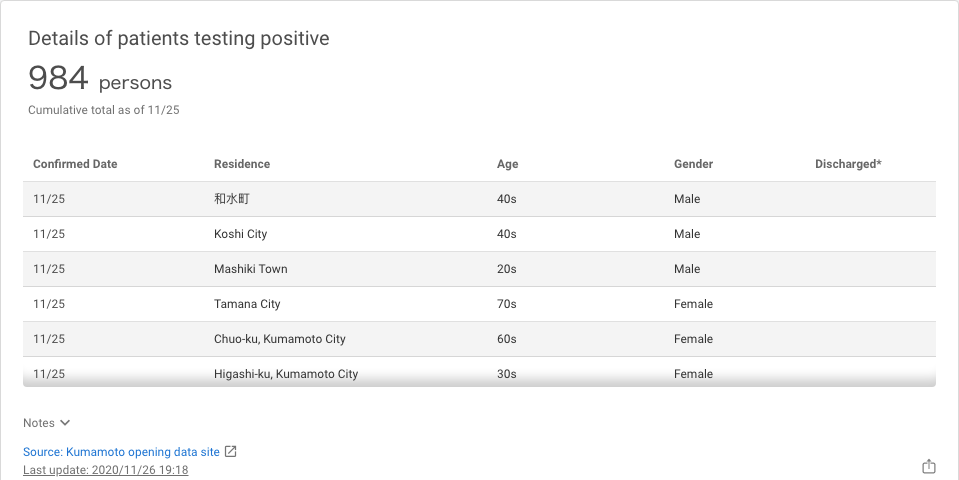 Details of patients testing positive
984 persons
Cumulative total as of 11/25
Confirmed Date Residence Age Gender Discharged*
11/25 和水町 40s Male
11/25 Koshi City 40s Male
11/25 Mashiki Town 20s Male
11/25 Tamana City 70s Female
11/25 Chuo-ku, Kumamoto City 60s Female
11/25 Higashi-ku, Kumamoto City 30s Female
Notes
Source: Kumamoto opening data site
Last update: 2020/11/26 19:18